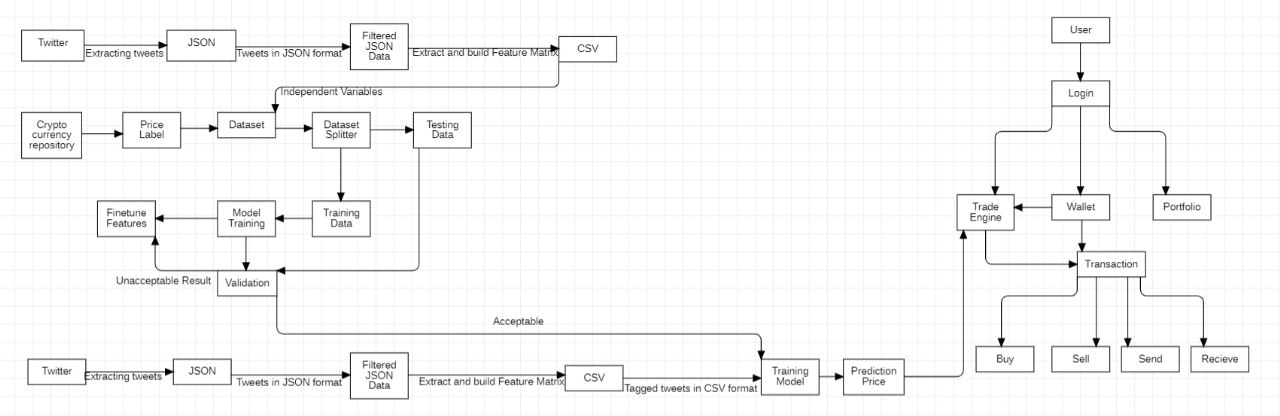 Twitter
Extracting tweets
JSON
Tweets in JSON format
Filtered
JSON
Data
Extract and build Feature Matrix
CSV
Independent Variables
Crypto
currency
repository
Price
Label
Dataset
Dataset
Splitter
Testing
Data
Finetune
Features
Model
Training
Training
Data
Unacceptable Result
Validation
Acceptable
Twitter
Extracting tweets
JSON
Tweets in JSON format
Filtered
JSON
Data
Extract and build Feature Matrix
CSV
Tagged tweets in CSV format
Training
Model
Prediction
Price
User
Login
Trade
Engine
Wallet
Portfolio
Transaction
Buy
Sell
Send
Recieve